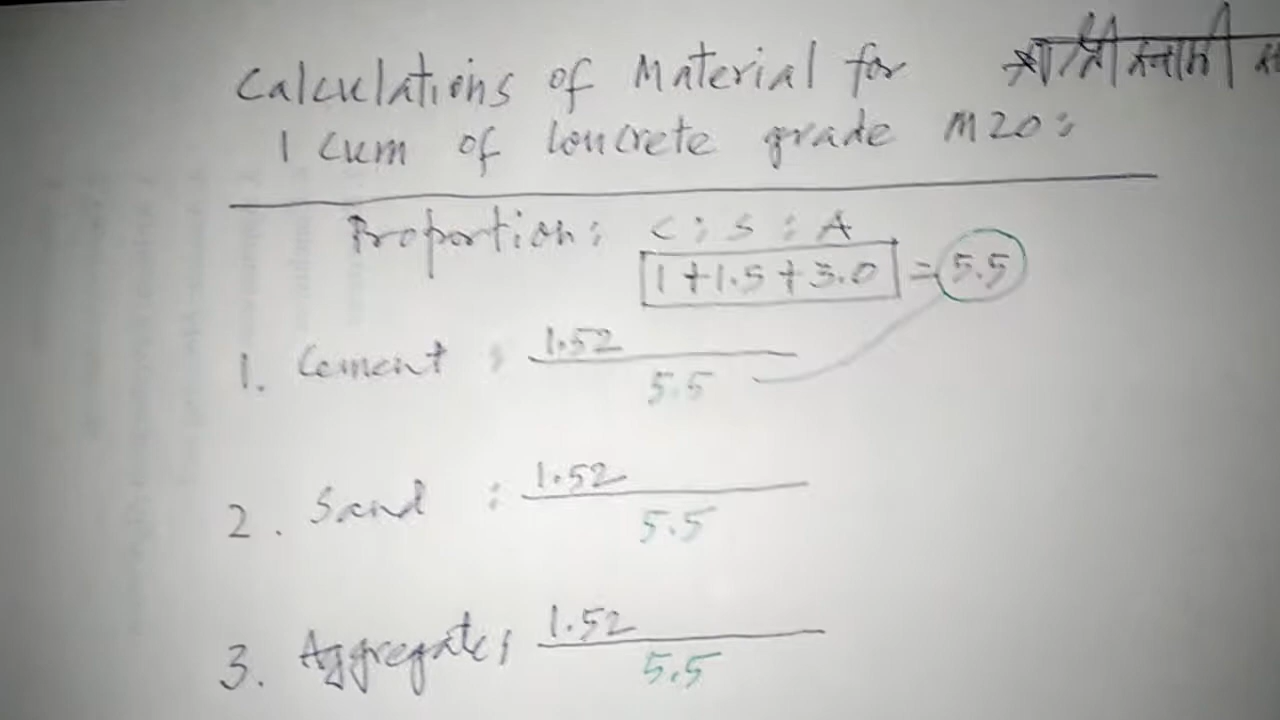 Calculations of Material for
1 cum of concrete grade M20:
Proportion: C : S : A
1+1.5+3.0 = 5.5
1. Cement : 1.52
5.5
2. Sand : 1.52
5.5
3. Aggregate: 1.52
5.5